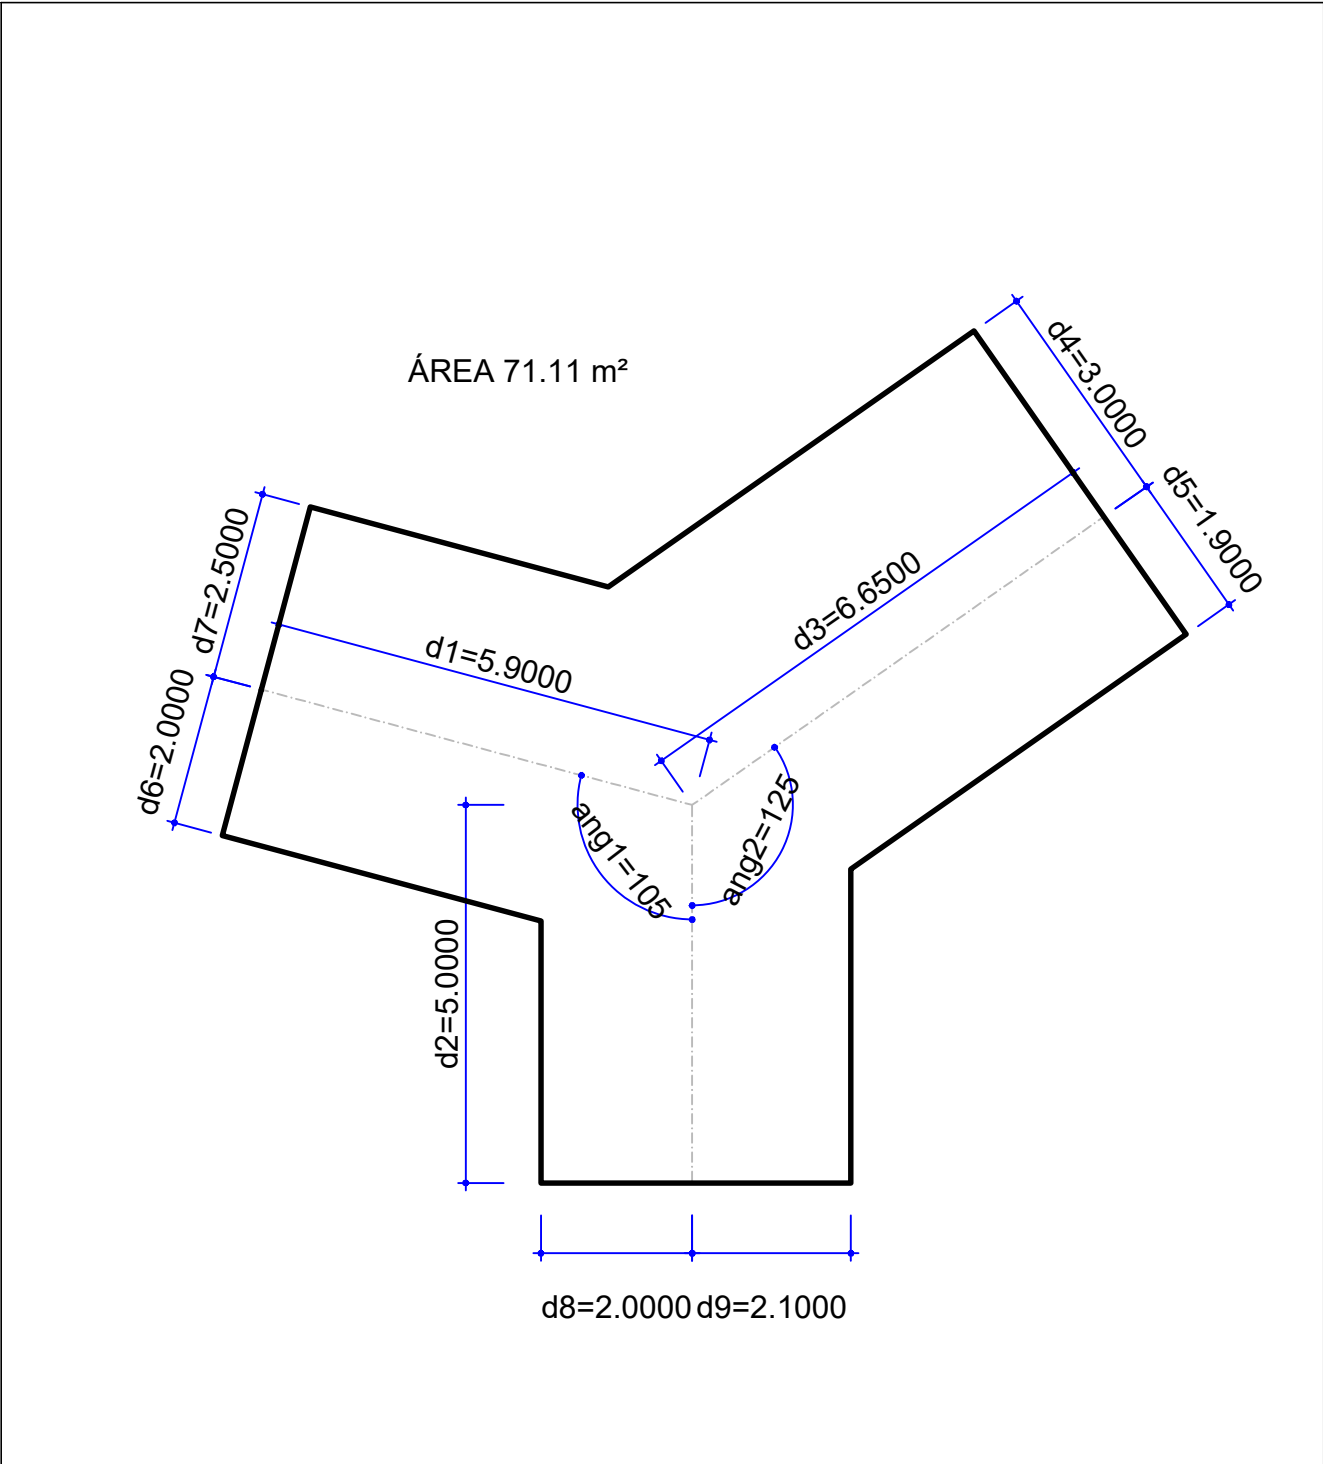 ÁREA 71.11 m²
d4=3.0000
d5=1.9000
d7=2.5000
d3=6.6500
d1=5.9000
d6=2.0000
ang1=105
ang2=125
d2=5.0000
d8=2.0000 d9=2.1000